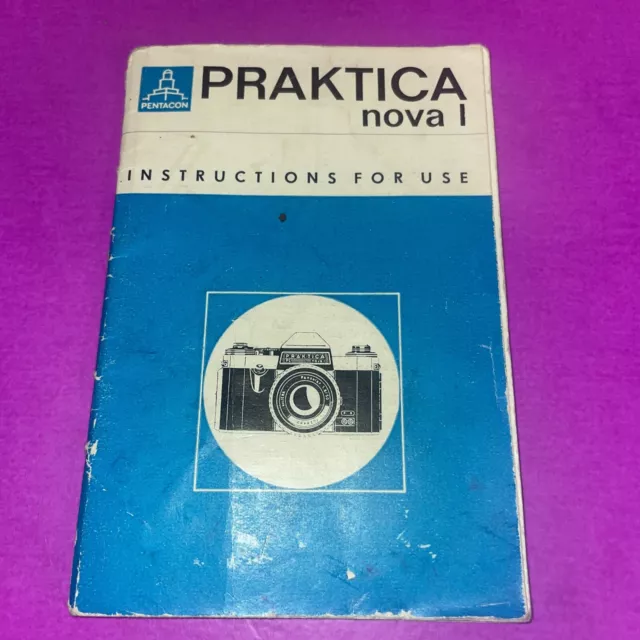 PENTACON
PRAKTICA
nova I
INSTRUCTIONS FOR USE
PRAKTICA